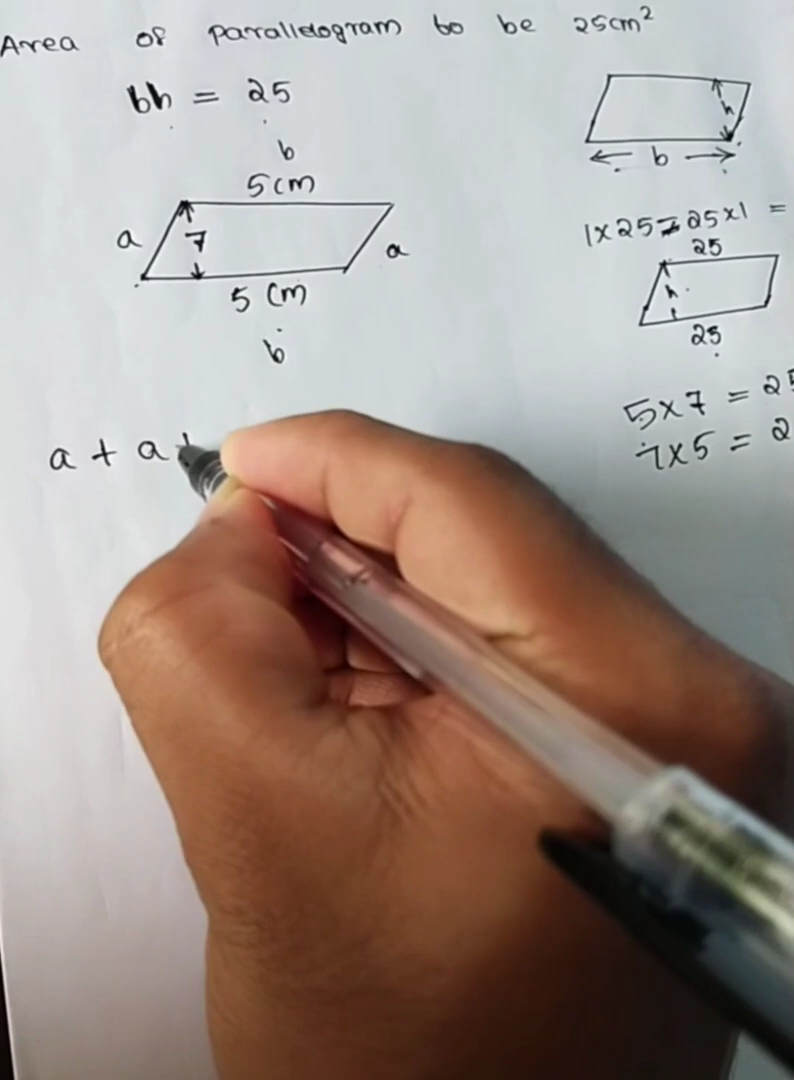 Area of parallelogram to be 25cm²
bh = 25
b
5cm
a
7
a
5 cm
b
a + a +
h
b
1x25=25x1 =
25
h
25
5x7 = 25
7x5 = 2